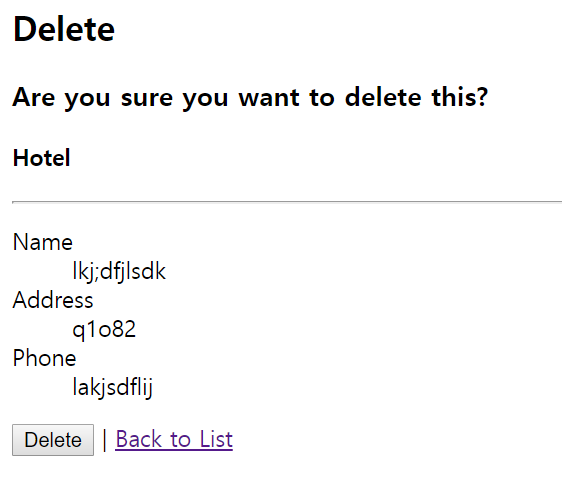 Delete
Are you sure you want to delete this?
Hotel
Name
lkj;dfjlsdk
Address
q1o82
Phone
lakjsdflij
Delete | Back to List